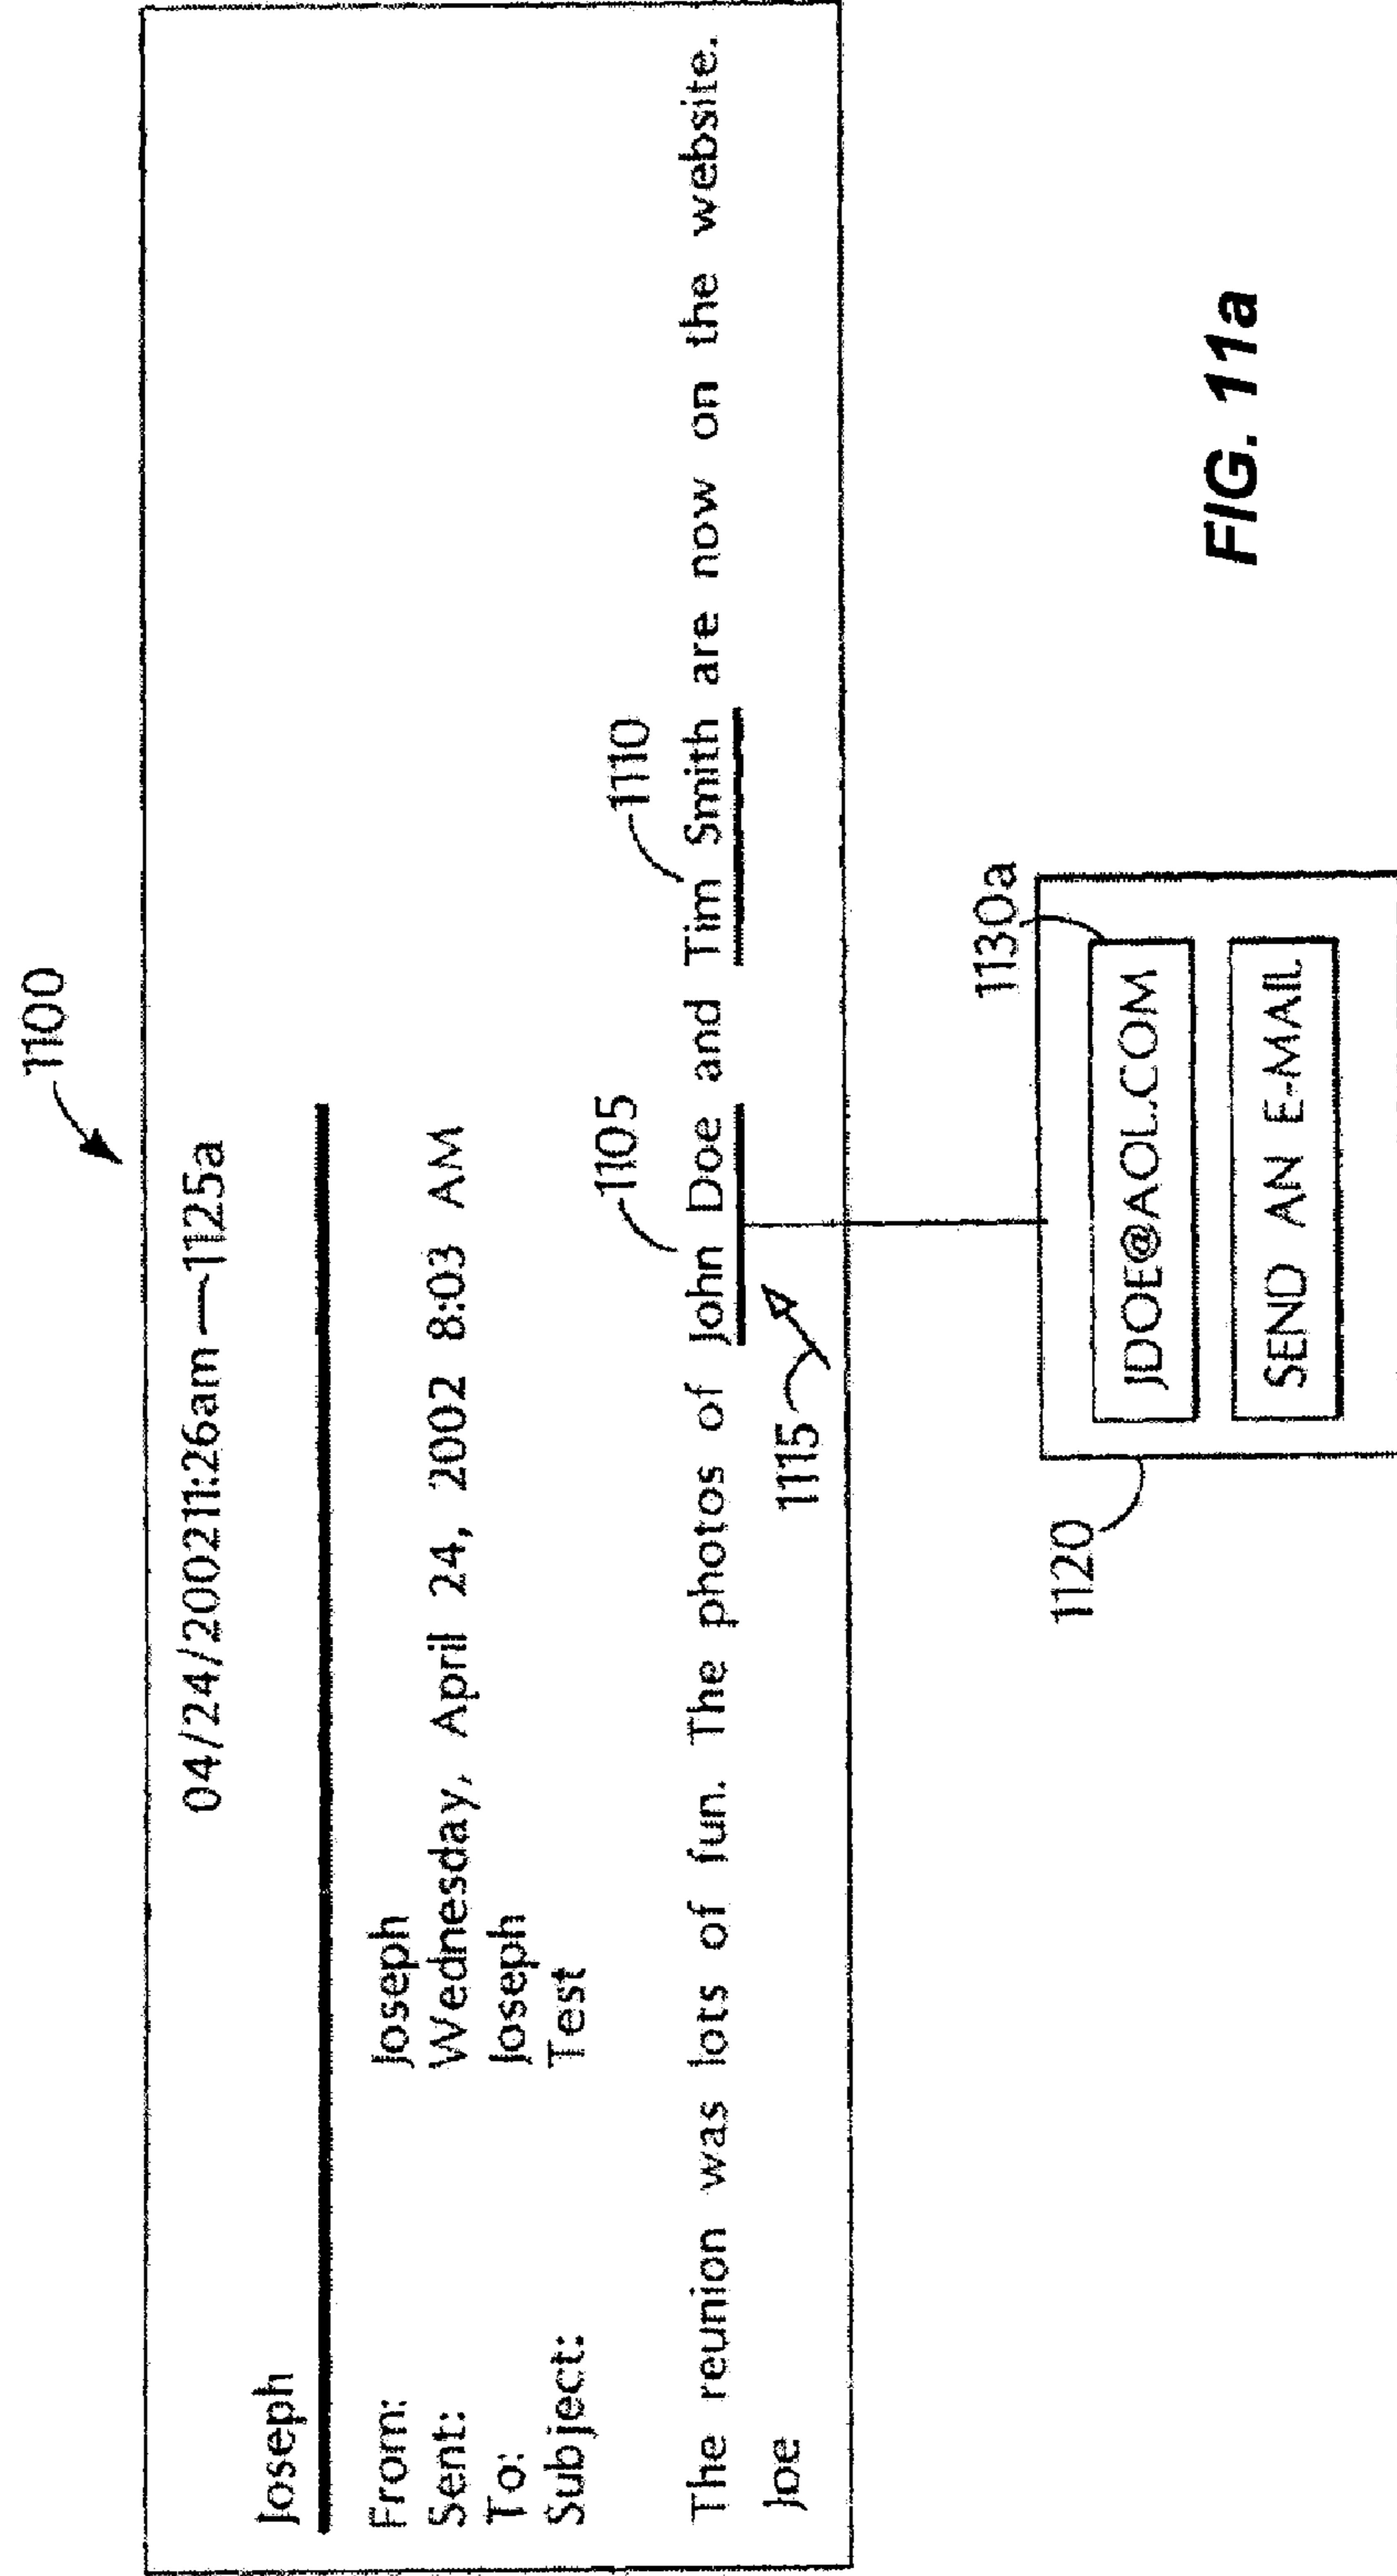 1100
04/24/200211:26am—1125a
Joseph
From: Joseph
Sent: Wednesday, April 24, 2002 8:03 AM
To: Joseph
Subject: Test
1105
1110
The reunion was lots of fun. The photos of John Doe and Tim Smith are now on the website.
Joe
1115
1130a
1120
JDOE@AOL.COM
SEND AN E-MAIL
FIG. 11a